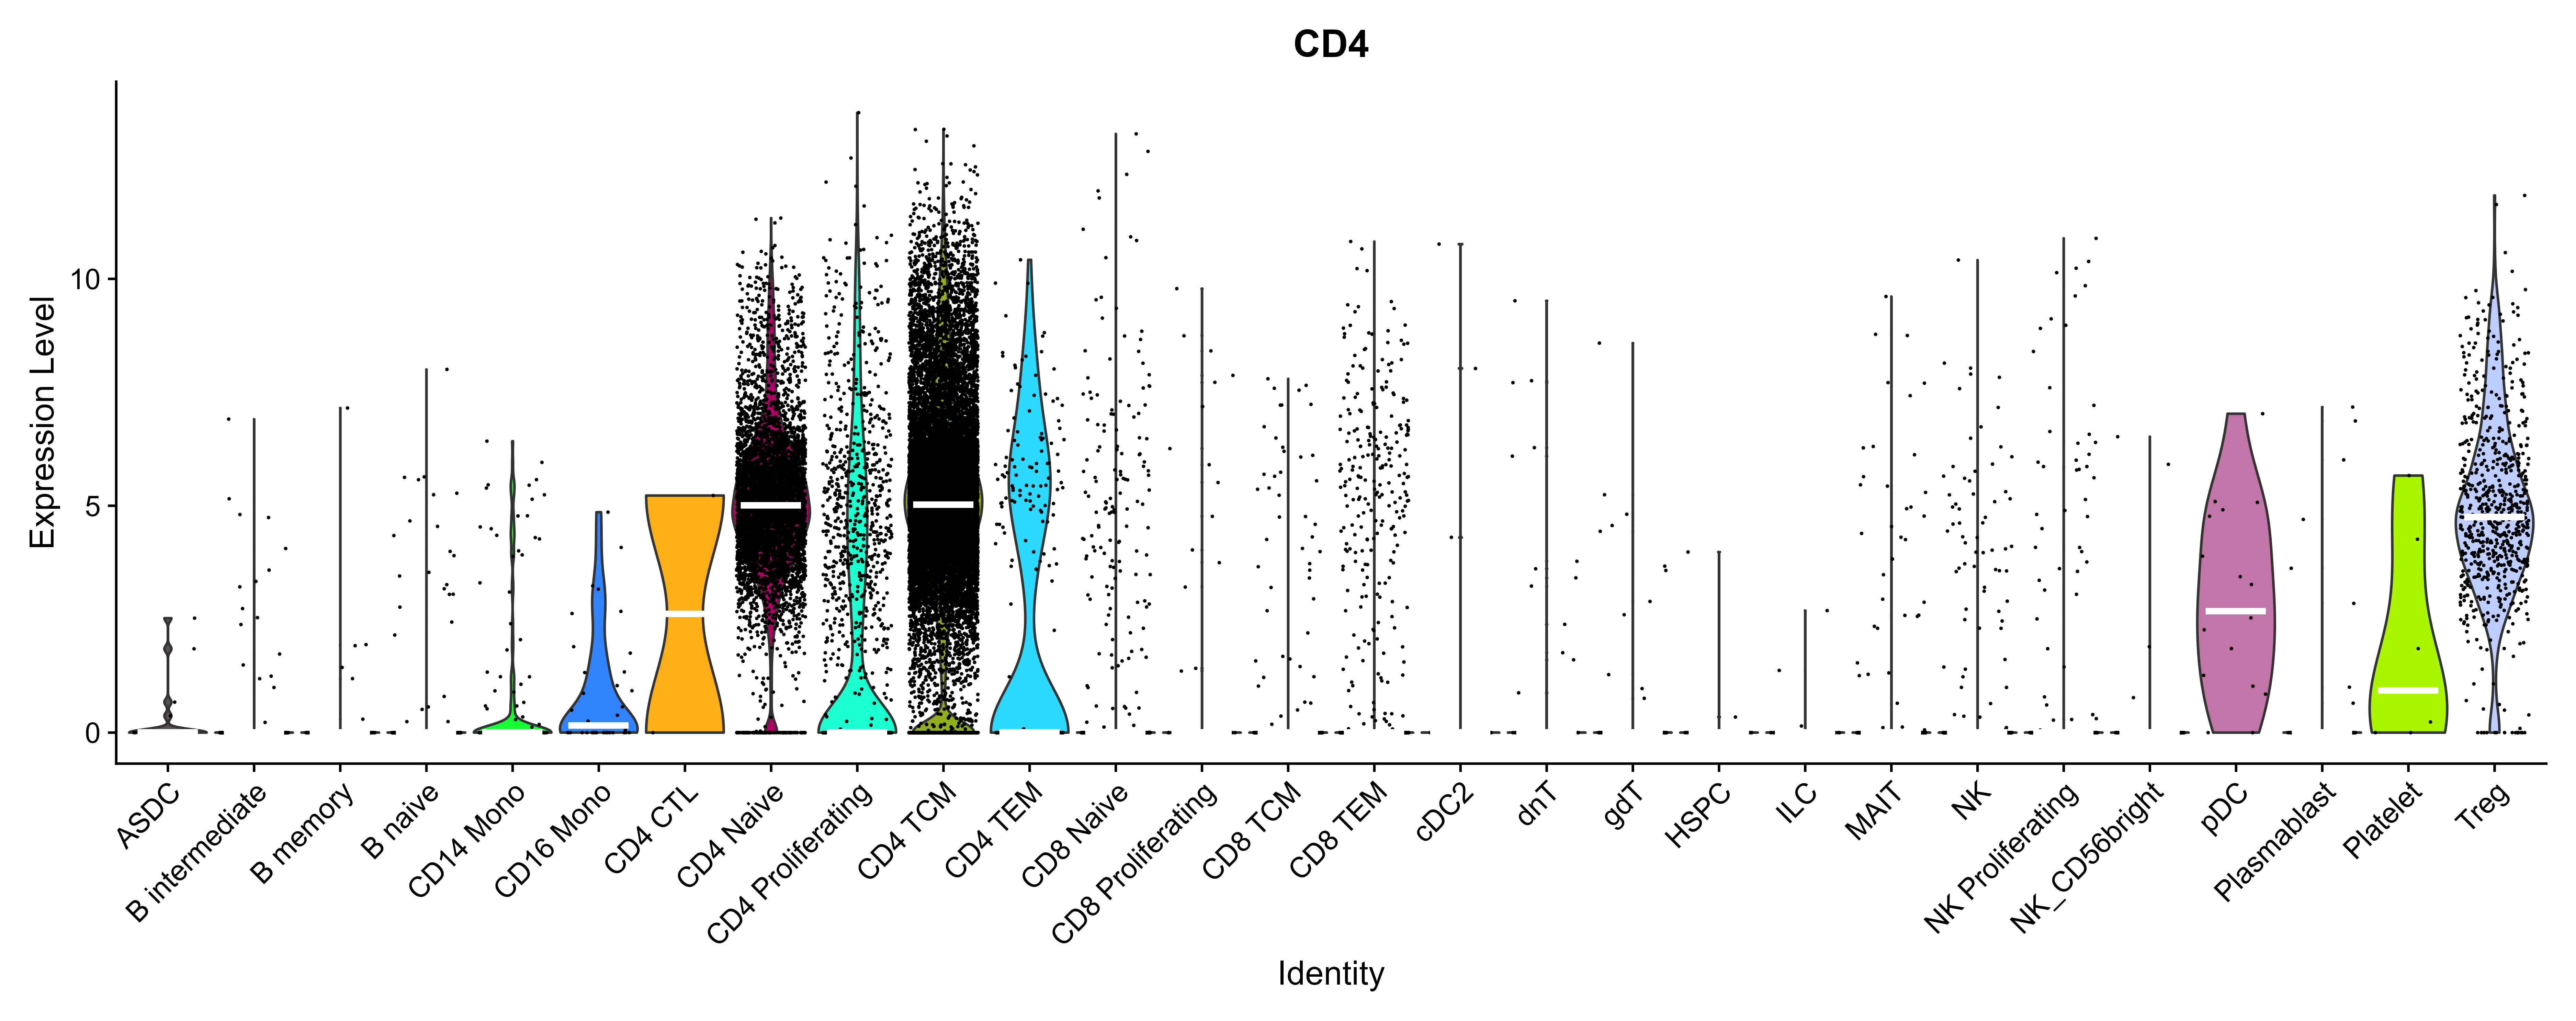 CD4
Expression Level
10
5
0
ASDC
B intermediate
B memory
B naive
CD14 Mono
CD16 Mono
CD4 CTL
CD4 Naive
CD4 Proliferating
CD4 TCM
CD4 TEM
CD8 Naive
CD8 Proliferating
CD8 TCM
CD8 TEM
cDC2
dnT
gdT
HSPC
ILC
MAIT
NK
NK Proliferating
NK_CD56bright
pDC
Plasmablast
Platelet
Treg
Identity